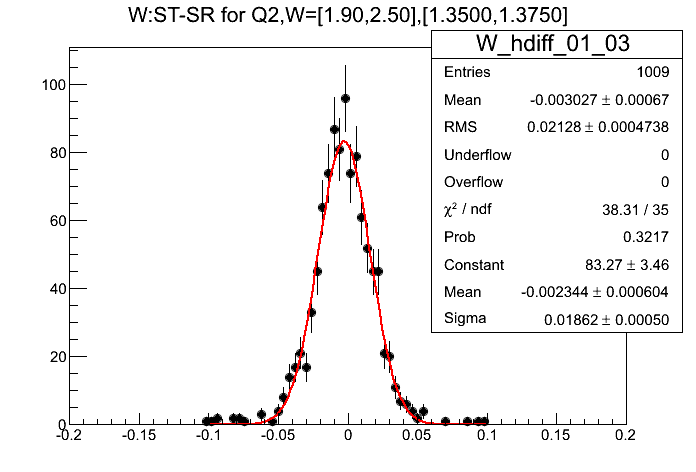 W:ST-SR for Q2,W=[1.90,2.50],[1.3500,1.3750]
W_hdiff_01_03
Entries 1009
Mean -0.003027 ± 0.00067
RMS 0.02128 ± 0.0004738
Underflow 0
Overflow 0
χ² / ndf 38.31 / 35
Prob 0.3217
Constant 83.27 ± 3.46
Mean -0.002344 ± 0.000604
Sigma 0.01862 ± 0.00050
100
80
60
40
20
0
-0.2 -0.15 -0.1 -0.05 0 0.05 0.1 0.15 0.2